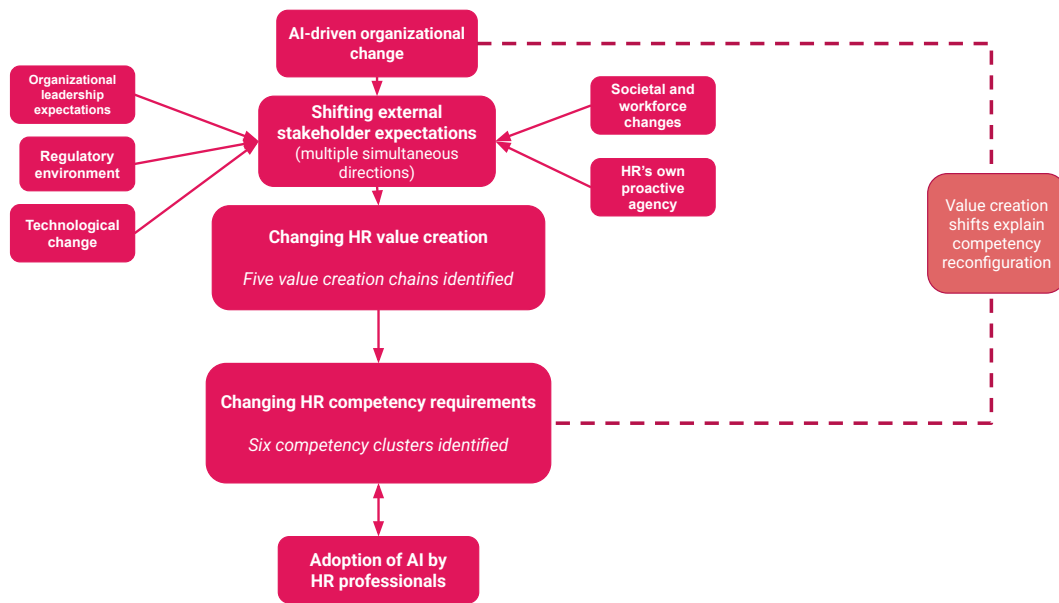 AI-driven organizational
change
Organizational
leadership
expectations
Regulatory
environment
Technological
change
Shifting external
stakeholder expectations
(multiple simultaneous
directions)
Societal and
workforce
changes
HR’s own
proactive
agency
Changing HR value creation
Five value creation chains identified
Value creation
shifts explain
competency
reconfiguration
Changing HR competency requirements
Six competency clusters identified
Adoption of AI by
HR professionals